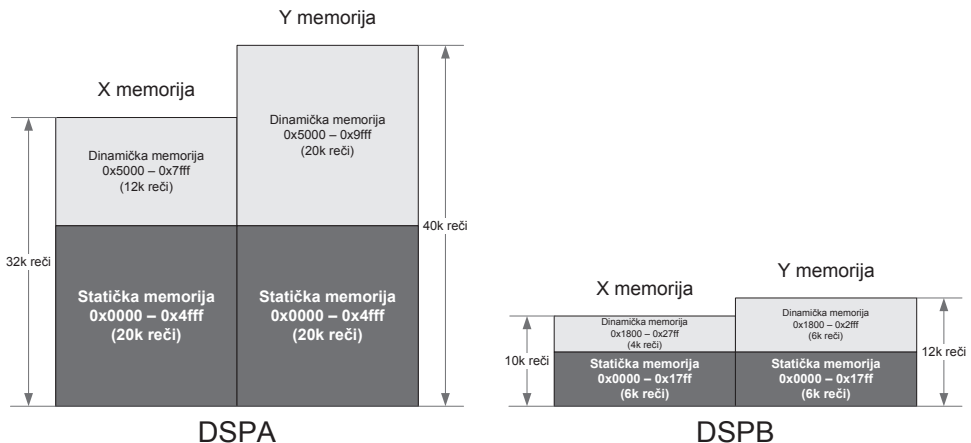 Y memorija
X memorija
Dinamička memorija
0x5000 – 0x9fff
(20k reči)
Dinamička memorija
0x5000 – 0x7fff
(12k reči)
40k reči
32k reči
Statička memorija
0x0000 – 0x4fff
(20k reči)
Statička memorija
0x0000 – 0x4fff
(20k reči)
DSPA
Y memorija
X memorija
Dinamička memorija
0x1800 – 0x27ff
(4k reči)
Dinamička memorija
0x1800 – 0x2fff
(6k reči)
10k reči
12k reči
Statička memorija
0x0000 – 0x17ff
(6k reči)
Statička memorija
0x0000 – 0x17ff
(6k reči)
DSPB